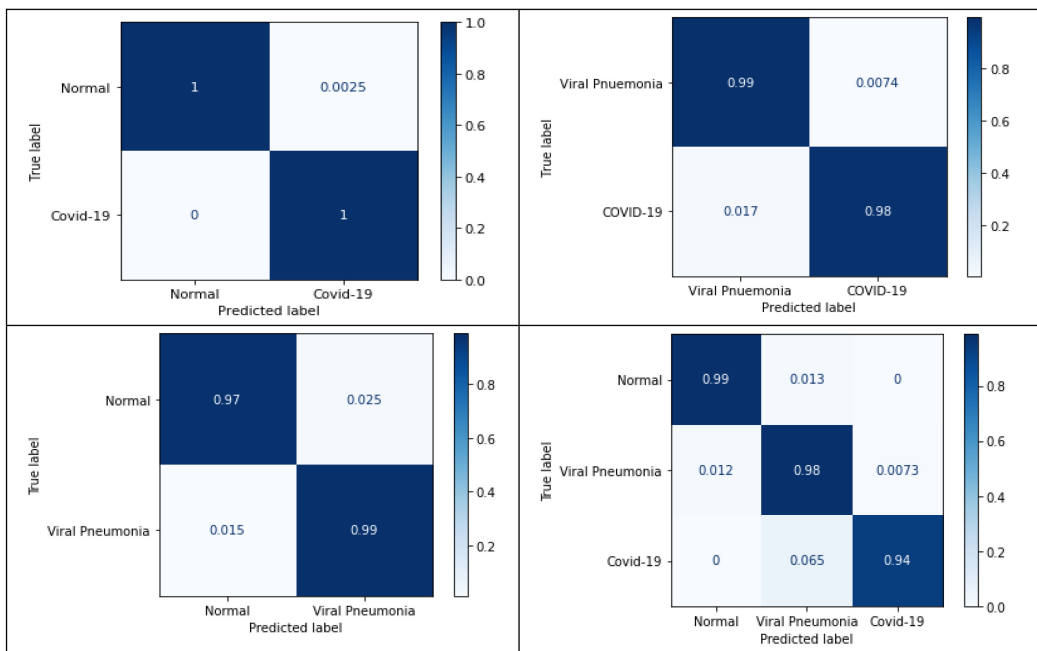 1.0
0.8
0.6
0.4
0.2
0.0
Normal
1
0.0025
Covid-19
0
1
True label
Normal
Covid-19
Predicted label
Viral Pnuemonia
0.99
0.0074
COVID-19
0.017
0.98
True label
Viral Pnuemonia
COVID-19
Predicted label
0.8
0.6
0.4
0.2
Normal
0.97
0.025
Viral Pneumonia
0.015
0.99
True label
Normal
Viral Pneumonia
Predicted label
0.8
0.6
0.4
0.2
Normal
0.99
0.013
0
Viral Pneumonia
0.012
0.98
0.0073
Covid-19
0
0.065
0.94
True label
Normal
Viral Pneumonia
Covid-19
Predicted label
0.8
0.6
0.4
0.2
0.0